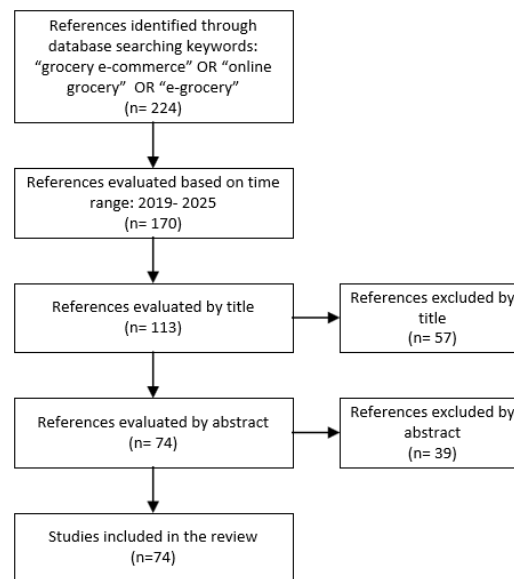 References identified through
database searching keywords:
“grocery e-commerce” OR “online
grocery” OR “e-grocery”
(n= 224)
References evaluated based on time
range: 2019- 2025
(n= 170)
References evaluated by title
(n= 113)
References excluded by
title
(n= 57)
References evaluated by abstract
(n= 74)
References excluded by
abstract
(n= 39)
Studies included in the review
(n=74)